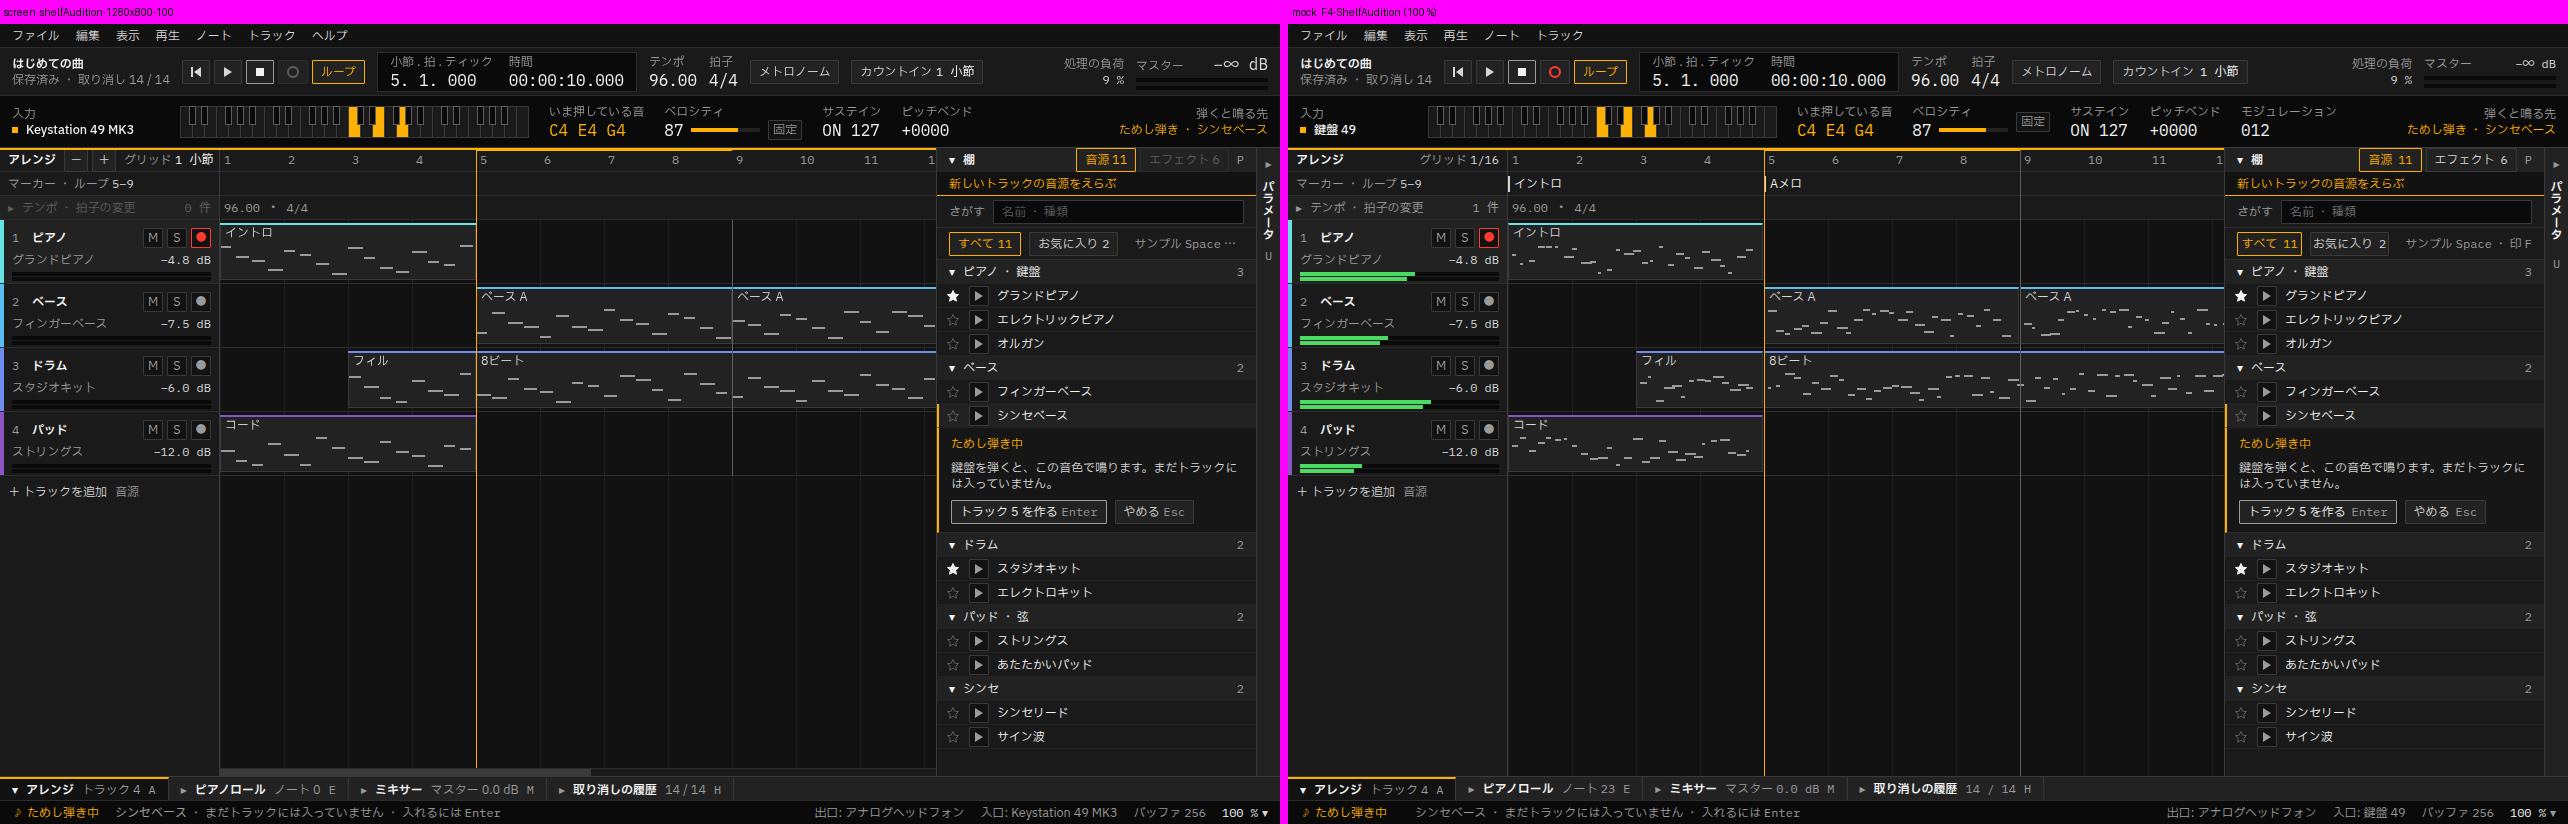 screen shelfAudition-1280x800-100
ファイル 編集 表示 再生 ノート トラック ヘルプ
はじめての曲
保存済み ・ 取り消し 14 / 14
ループ
小節 . 拍 . ティック 時間
5. 1. 000 00:00:10.000
テンポ 拍子
96.00 4/4
メトロノーム
カウントイン 1 小節
処理の負荷 マスター −∞ dB
9 %
入力
Keystation 49 MK3
いま押している音 ベロシティ
C4 E4 G4 87 固定
サステイン ピッチベンド
ON 127 +0000
弾くと鳴る先
ためし弾き ・ シンセベース
アレンジ − + グリッド 1 小節
1 2 3 4 5 6 7 8 9 10 11 1
マーカー ・ ループ 5–9
▸ テンポ ・ 拍子の変更 0 件 96.00 ・ 4/4
1 ピアノ M S
グランドピアノ −4.8 dB
イントロ
2 ベース M S
フィンガーベース −7.5 dB
ベース A ベース A
3 ドラム M S
スタジオキット −6.0 dB
フィル 8ビート
4 パッド M S
ストリングス −12.0 dB
コード
+ トラックを追加 音源
▾ 棚 音源 11 エフェクト 6 P
新しいトラックの音源をえらぶ
さがす 名前 ・ 種類
すべて 11 お気に入り 2 サンプル Space …
▾ ピアノ ・ 鍵盤 3
★ ▶ グランドピアノ
☆ ▶ エレクトリックピアノ
☆ ▶ オルガン
▾ ベース 2
☆ ▶ フィンガーベース
☆ ▶ シンセベース
ためし弾き中
鍵盤を弾くと、この音色で鳴ります。まだトラックに
は入っていません。
トラック 5 を作る Enter やめる Esc
▾ ドラム 2
★ ▶ スタジオキット
☆ ▶ エレクトロキット
▾ パッド ・ 弦 2
☆ ▶ ストリングス
☆ ▶ あたたかいパッド
▾ シンセ 2
☆ ▶ シンセリード
☆ ▶ サイン波
▸ パラメータ U
▾ アレンジ トラック 4 A ▸ ピアノロール ノート 0 E ▸ ミキサー マスター 0.0 dB M ▸ 取り消しの履歴 14 / 14 H
♪ ためし弾き中 シンセベース ・ まだトラックには入っていません ・ 入れるには Enter 出口: アナログヘッドフォン 入口: Keystation 49 MK3 バッファ 256 100 % ▾
mock F4-ShelfAudition (100 %)
ファイル 編集 表示 再生 ノート トラック
はじめての曲
保存済み ・ 取り消し 14
ループ
小節 . 拍 . ティック 時間
5. 1. 000 00:00:10.000
テンポ 拍子
96.00 4/4
メトロノーム
カウントイン 1 小節
処理の負荷 マスター −∞ dB
9 %
入力
鍵盤 49
いま押している音 ベロシティ
C4 E4 G4 87 固定
サステイン ピッチベンド モジュレーション
ON 127 +0000 012
弾くと鳴る先
ためし弾き ・ シンセベース
アレンジ グリッド 1/16
1 2 3 4 5 6 7 8 9 10 11 1
マーカー ・ ループ 5–9 イントロ Aメロ
▸ テンポ ・ 拍子の変更 1 件 96.00 ・ 4/4
1 ピアノ M S
グランドピアノ −4.8 dB
イントロ
2 ベース M S
フィンガーベース −7.5 dB
ベース A ベース A
3 ドラム M S
スタジオキット −6.0 dB
フィル 8ビート
4 パッド M S
ストリングス −12.0 dB
コード
+ トラックを追加 音源
▾ 棚 音源 11 エフェクト 6 P
新しいトラックの音源をえらぶ
さがす 名前 ・ 種類
すべて 11 お気に入り 2 サンプル Space ・ 印 F
▾ ピアノ ・ 鍵盤 3
★ ▶ グランドピアノ
☆ ▶ エレクトリックピアノ
☆ ▶ オルガン
▾ ベース 2
☆ ▶ フィンガーベース
☆ ▶ シンセベース
ためし弾き中
鍵盤を弾くと、この音色で鳴ります。まだトラックに
は入っていません。
トラック 5 を作る Enter やめる Esc
▾ ドラム 2
★ ▶ スタジオキット
☆ ▶ エレクトロキット
▾ パッド ・ 弦 2
☆ ▶ ストリングス
☆ ▶ あたたかいパッド
▾ シンセ 2
☆ ▶ シンセリード
☆ ▶ サイン波
▸ パラメータ U
▾ アレンジ トラック 4 A ▸ ピアノロール ノート 23 E ▸ ミキサー マスター 0.0 dB M ▸ 取り消しの履歴 14 / 14 H
♪ ためし弾き中 シンセベース ・ まだトラックには入っていません ・ 入れるには Enter 出口: アナログヘッドフォン 入口: 鍵盤 49 バッファ 256 100 % ▾